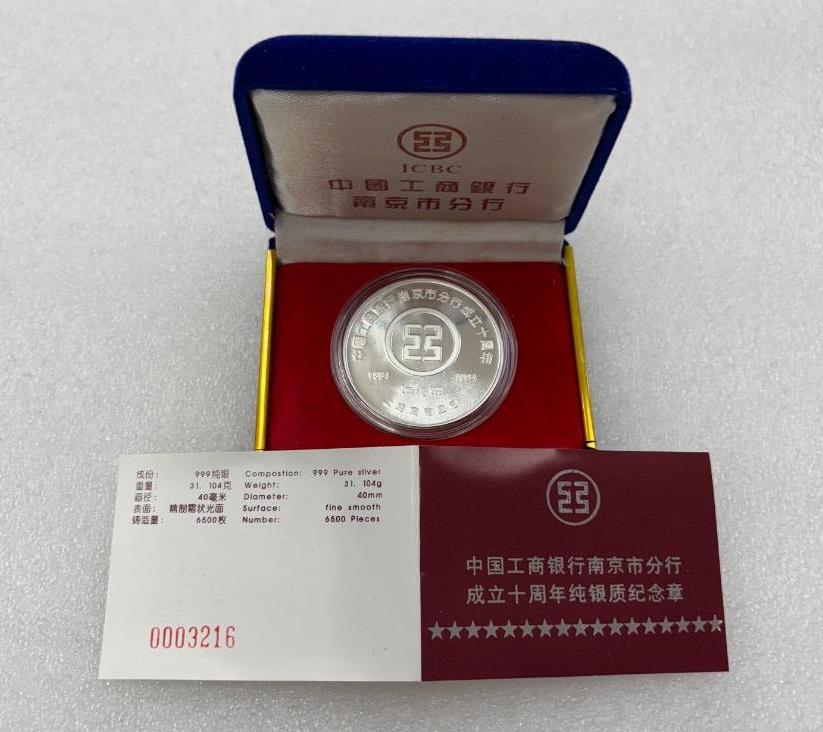 ICBC
中國工商銀行
南京市分行
中国工商银行南京市分行成立十周年
成份： 999纯银 Compostion: 999 Pure silver
重量： 31. 104克 Weight: 31. 104g
直径： 40毫米 Diameter: 40mm
表面： 精制霜状光面 Surface: fine smooth
铸造量： 6500枚 Number: 6500 Pieces
0003216
中国工商银行南京市分行
成立十周年纯银质纪念章